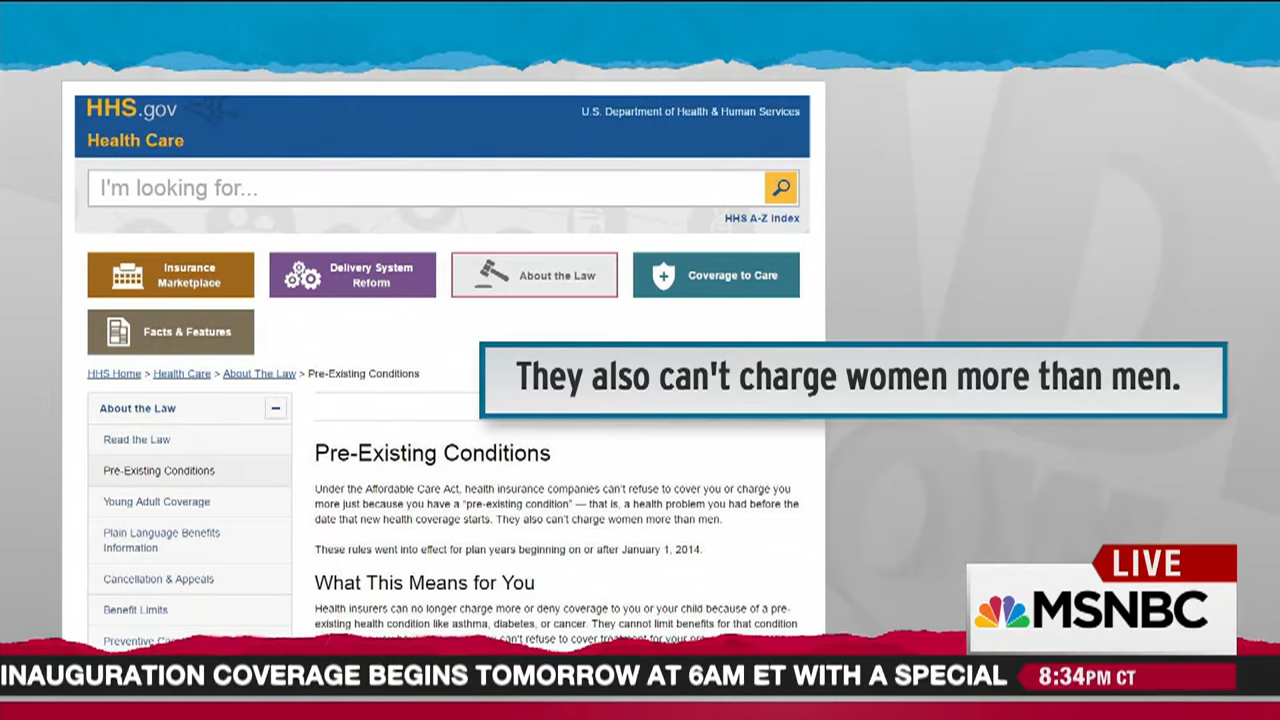 HHS.gov
U.S. Department of Health & Human Services
Health Care
I'm looking for...
HHS A-Z Index
Insurance
Marketplace
Delivery System
Reform
About the Law
Coverage to Care
Facts & Features
HHS Home > Health Care > About The Law > Pre-Existing Conditions
They also can't charge women more than men.
About the Law
Read the Law
Pre-Existing Conditions
Young Adult Coverage
Plain Language Benefits
Information
Cancellation & Appeals
Benefit Limits
Preventive
Pre-Existing Conditions
Under the Affordable Care Act, health insurance companies can't refuse to cover you or charge you
more just because you have a "pre-existing condition" — that is, a health problem you had before the
date that new health coverage starts. They also can't charge women more than men.
These rules went into effect for plan years beginning on or after January 1, 2014.
What This Means for You
Health insurers can no longer charge more or deny coverage to you or your child because of a pre-
existing health condition like asthma, diabetes, or cancer. They cannot limit benefits for that condition
can't refuse to cover treatment for your
LIVE
MSNBC
INAUGURATION COVERAGE BEGINS TOMORROW AT 6AM ET WITH A SPECIAL
8:34PM CT